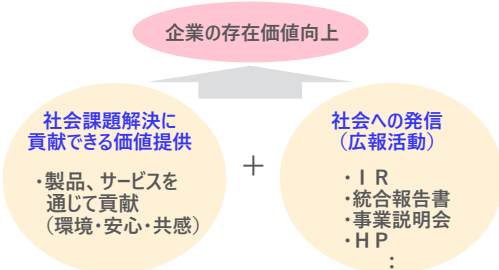 企業の存在価値向上
社会課題解決に
貢献できる価値提供
・製品、サービスを
通じて貢献
（環境・安心・共感）
＋
社会への発信
（広報活動）
・ＩＲ
・統合報告書
・事業説明会
・ＨＰ
：